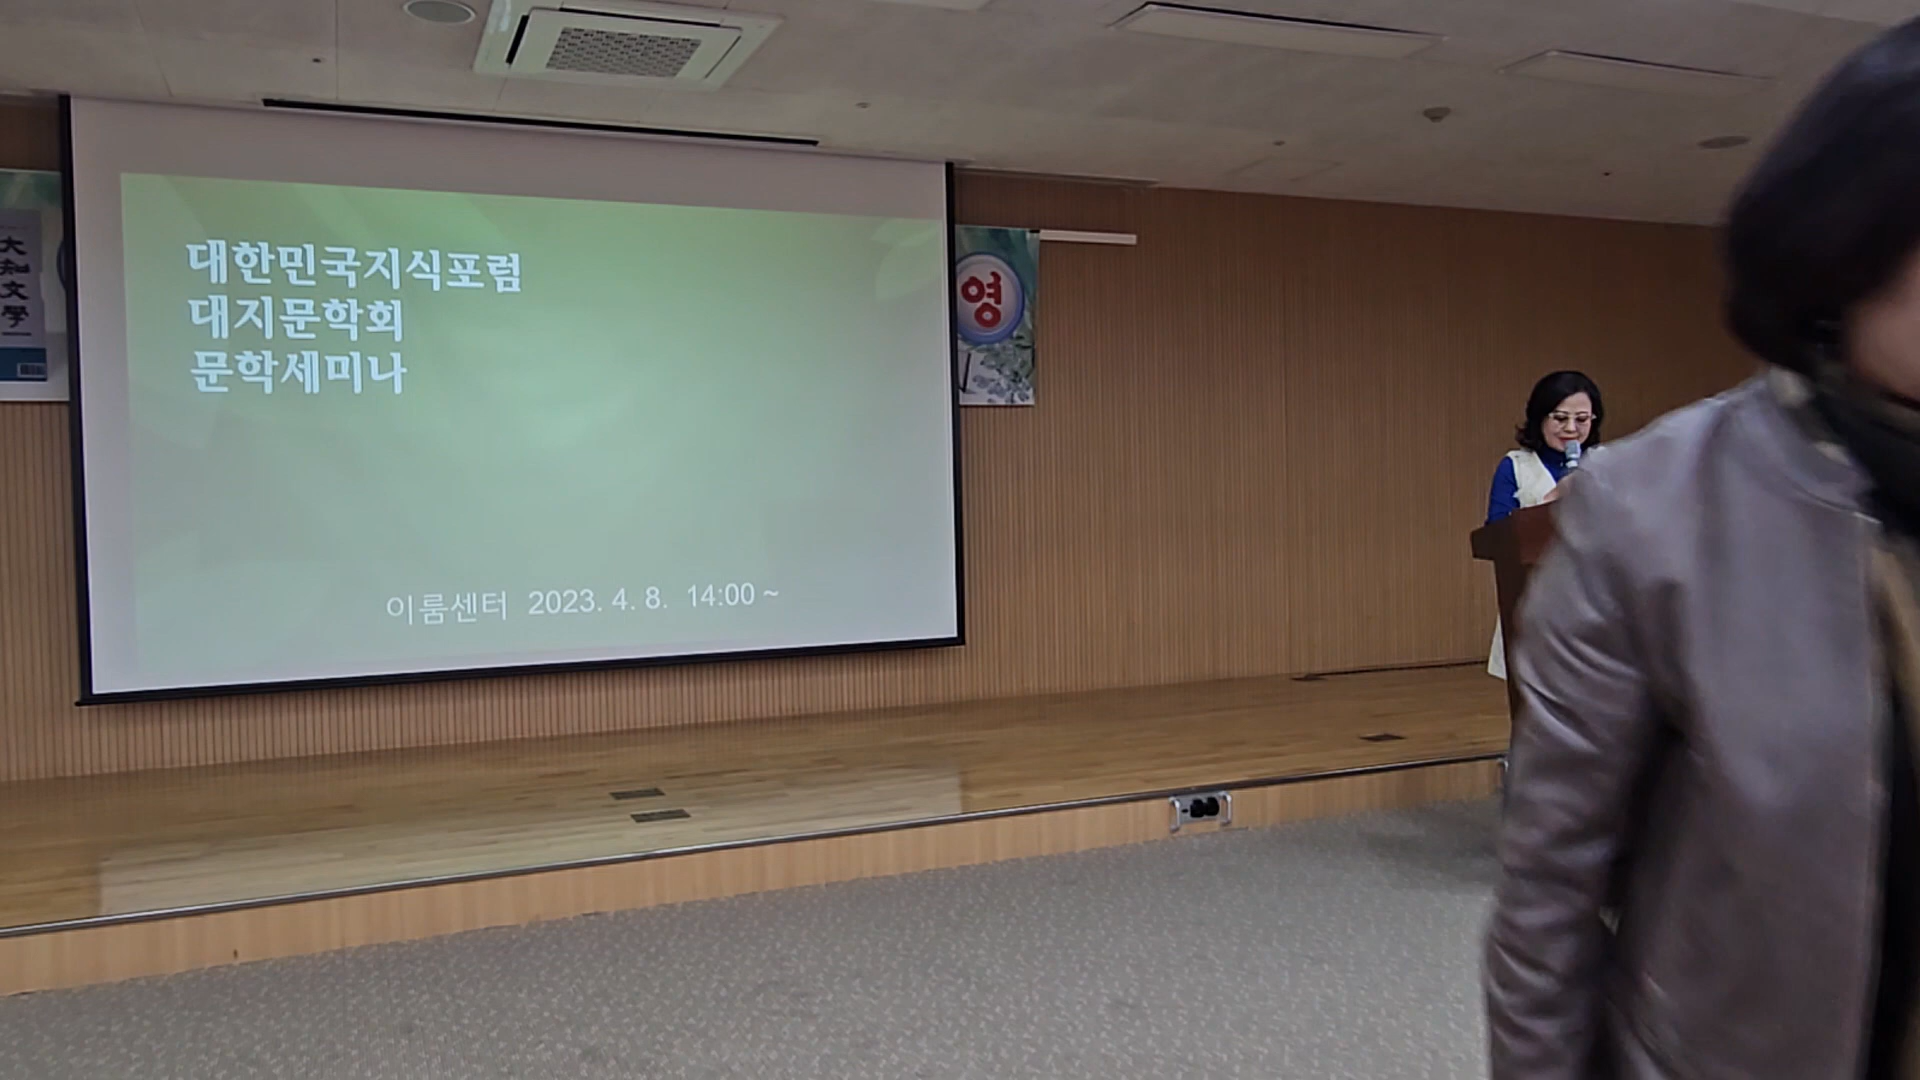 대한민국지식포럼
대지문학회
문학세미나
이룸센터 2023. 4. 8. 14:00 ~
大知文學
영